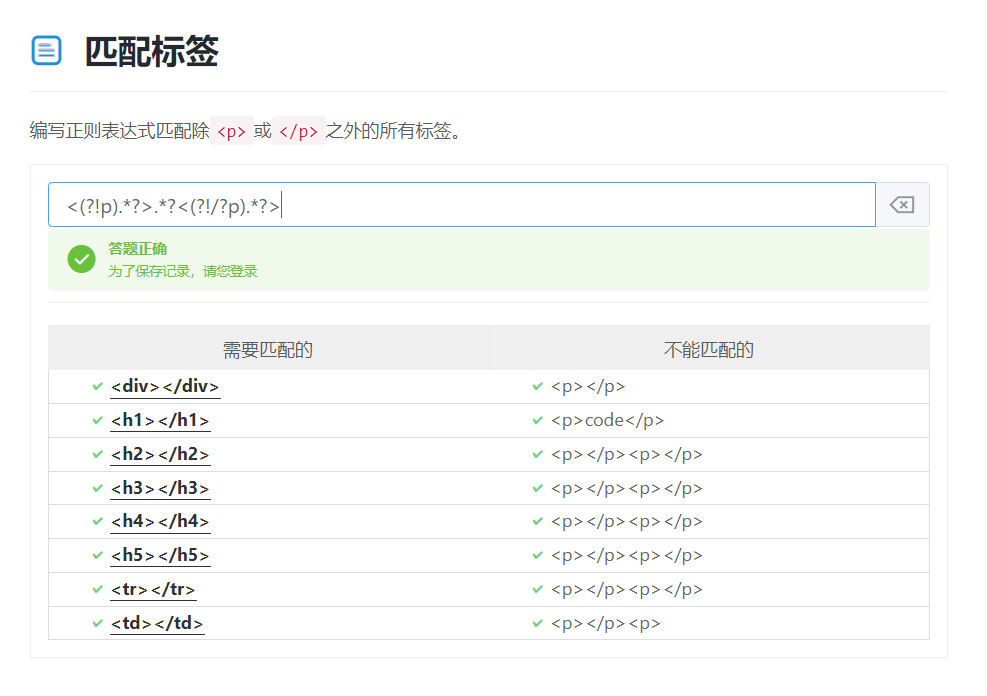 匹配标签
编写正则表达式匹配除 <p> 或 </p> 之外的所有标签。
<(?!p).*?>.*?<(?!/?p).*?>
答题正确
为了保存记录，请您登录
需要匹配的 不能匹配的
<div></div> <p></p>
<h1></h1> <p>code</p>
<h2></h2> <p></p><p></p>
<h3></h3> <p></p><p></p>
<h4></h4> <p></p><p></p>
<h5></h5> <p></p><p></p>
<tr></tr> <p></p><p></p>
<td></td> <p></p><p>